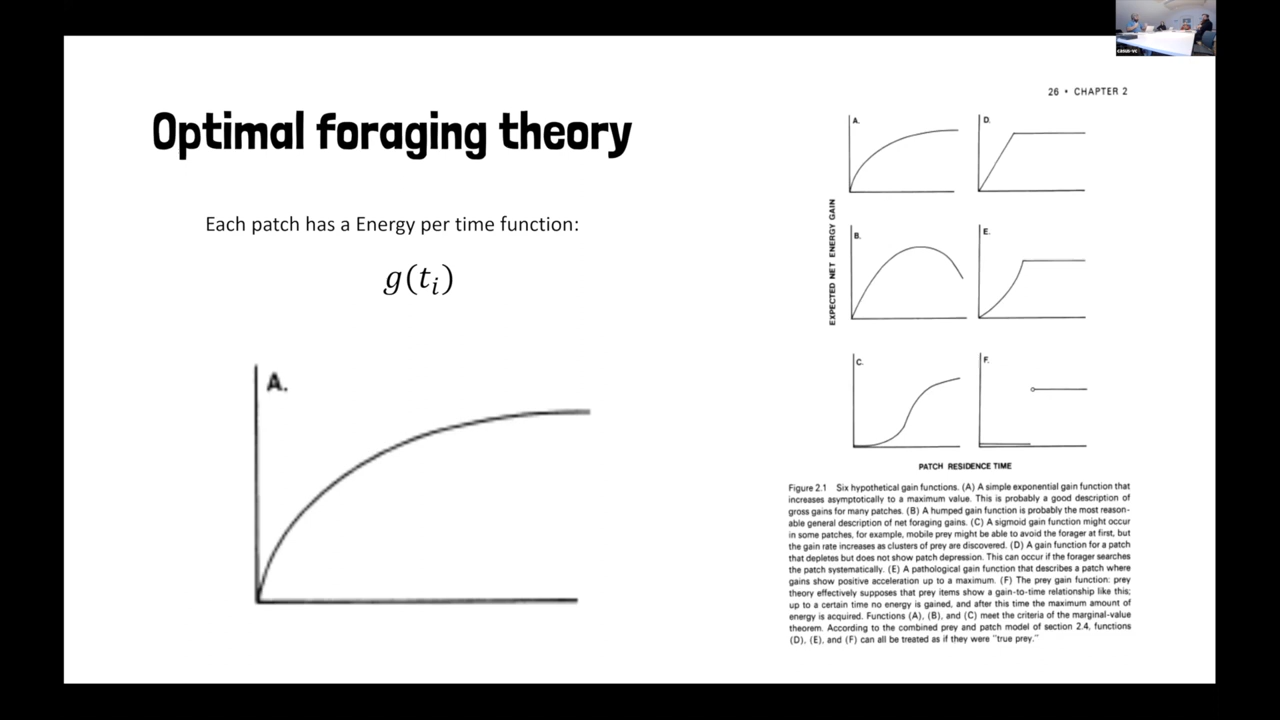 Optimal foraging theory
Each patch has a Energy per time function:
g(t_i)
A.
26 • CHAPTER 2
A.
D.
B.
E.
C.
F.
EXPECTED NET ENERGY GAIN
PATCH RESIDENCE TIME
Figure 2.1 Six hypothetical gain functions. (A) A simple exponential gain function that
increases asymptotically to a maximum value. This is probably a good description of
gross gains for many patches. (B) A humped gain function is probably the most reason-
able general description of net foraging gains. (C) A sigmoid gain function might occur
in some patches, for example, mobile prey might be able to avoid the forager at first, but
the gain rate increases as clusters of prey are discovered. (D) A gain function for a patch
that depletes but does not show patch depression. This can occur if the forager searches
the patch systematically. (E) A pathological gain function that describes a patch where
gains show positive acceleration up to a maximum. (F) The prey gain function: prey
theory effectively supposes that prey items show a gain-to-time relationship like this;
up to a certain time no energy is gained, and after this time the maximum amount of
energy is acquired. Functions (A), (B), and (C) meet the criteria of the marginal-value
theorem. According to the combined prey and patch model of section 2.4, functions
(D), (E), and (F) can all be treated as if they were "true prey."